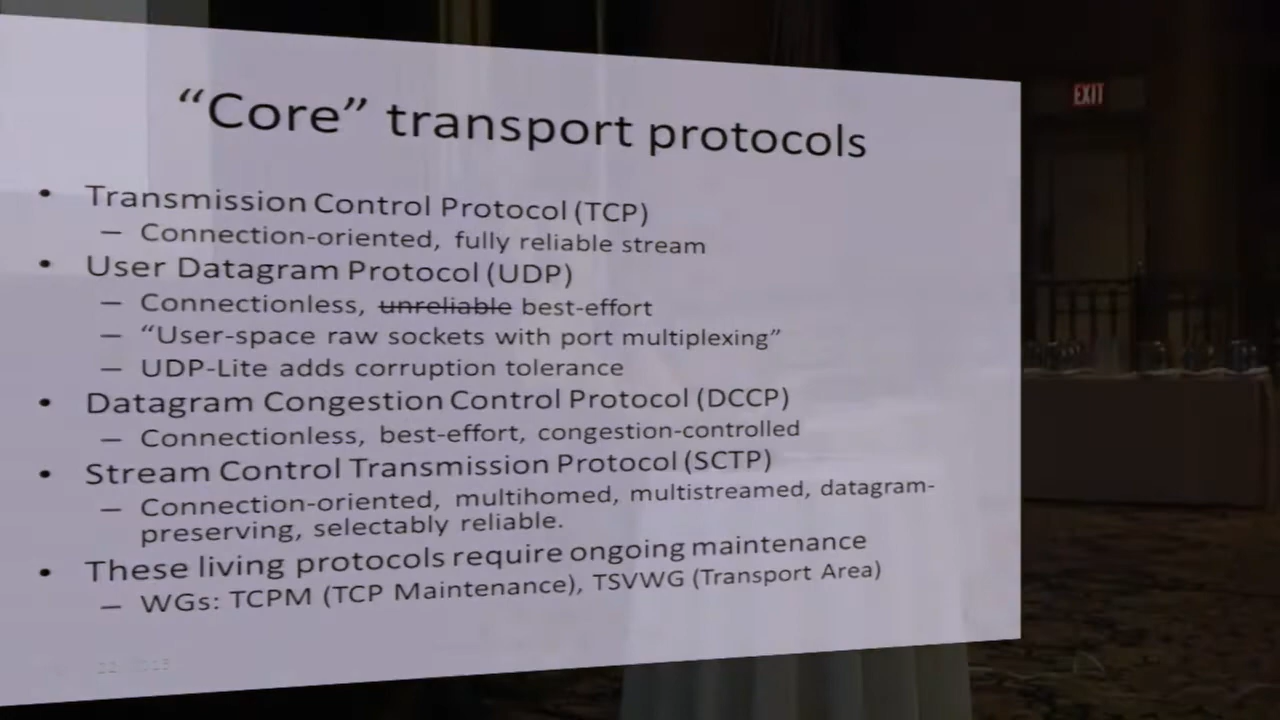 “Core” transport protocols
• Transmission Control Protocol (TCP)
– Connection-oriented, fully reliable stream
• User Datagram Protocol (UDP)
– Connectionless, unreliable best-effort
– “User-space raw sockets with port multiplexing”
– UDP-Lite adds corruption tolerance
• Datagram Congestion Control Protocol (DCCP)
– Connectionless, best-effort, congestion-controlled
• Stream Control Transmission Protocol (SCTP)
– Connection-oriented, multihomed, multistreamed, datagram-
preserving, selectably reliable.
• These living protocols require ongoing maintenance
– WGs: TCPM (TCP Maintenance), TSVWG (Transport Area)
EXIT